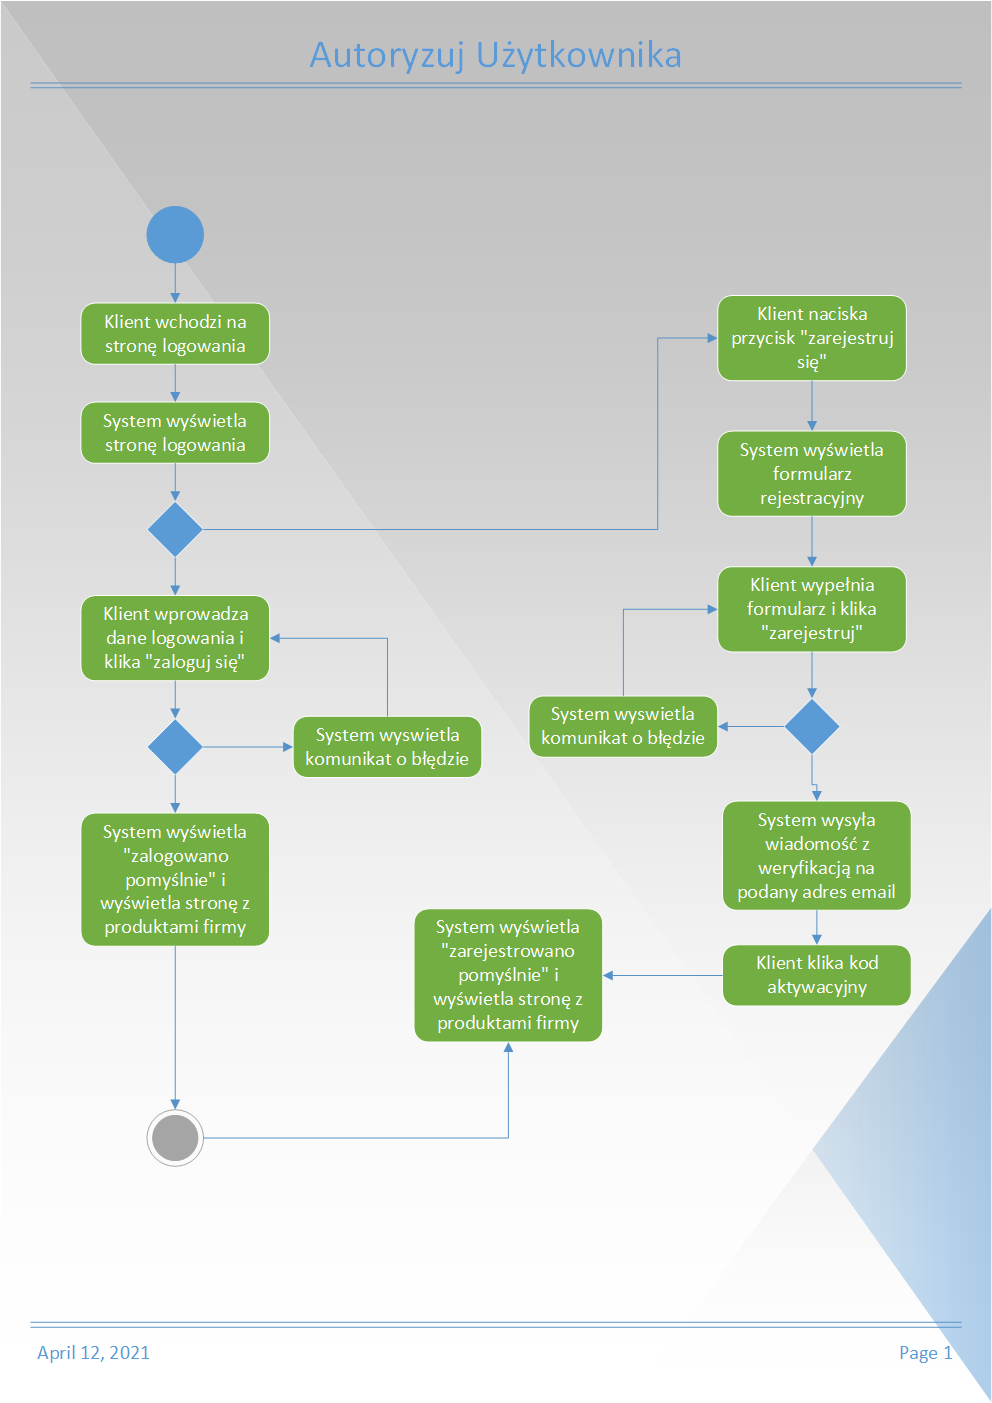 Autoryzuj Użytkownika
Klient wchodzi na
stronę logowania
System wyświetla
stronę logowania
Klient wprowadza
dane logowania i
klika "zaloguj się"
System wyswietla
komunikat o błędzie
System wyświetla
"zalogowano
pomyślnie" i
wyświetla stronę z
produktami firmy
Klient naciska
przycisk "zarejestruj
się"
System wyświetla
formularz
rejestracyjny
Klient wypełnia
formularz i klika
"zarejestruj"
System wyswietla
komunikat o błędzie
System wysyła
wiadomość z
weryfikacją na
podany adres email
Klient klika kod
aktywacyjny
System wyświetla
"zarejestrowano
pomyślnie" i
wyświetla stronę z
produktami firmy
April 12, 2021
Page 1